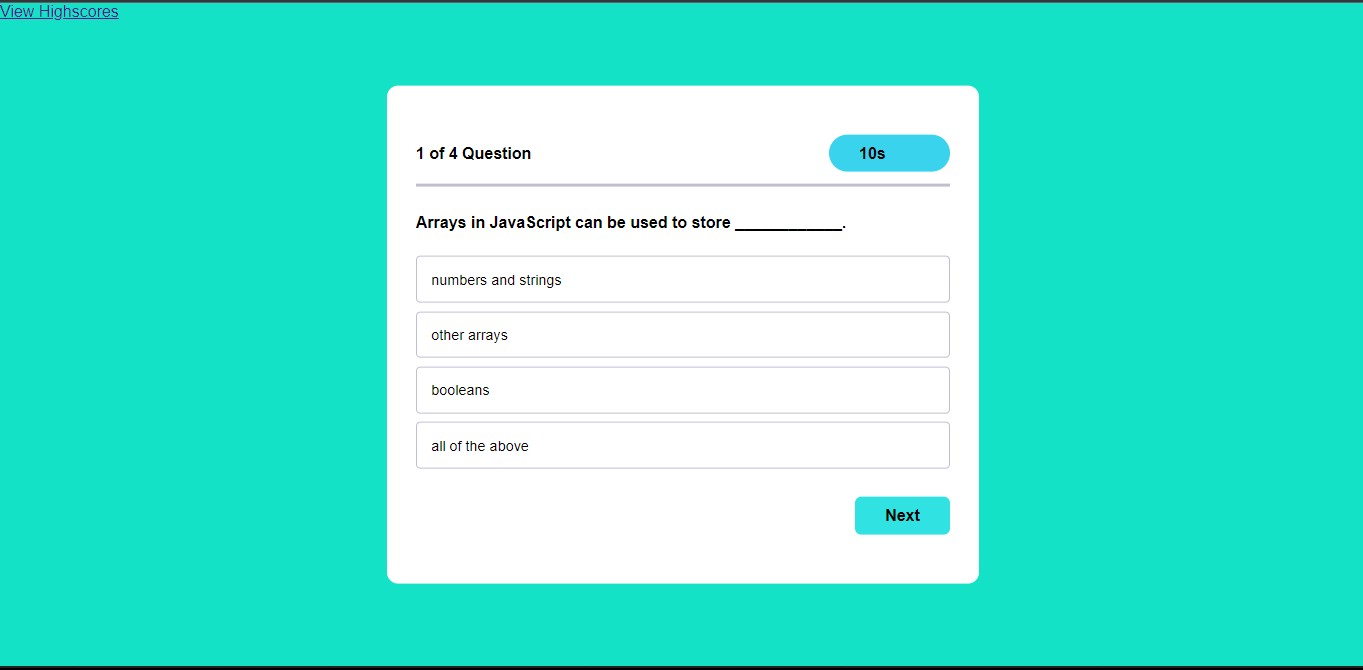 View Highscores
1 of 4 Question
10s
Arrays in JavaScript can be used to store ____________.
numbers and strings
other arrays
booleans
all of the above
Next